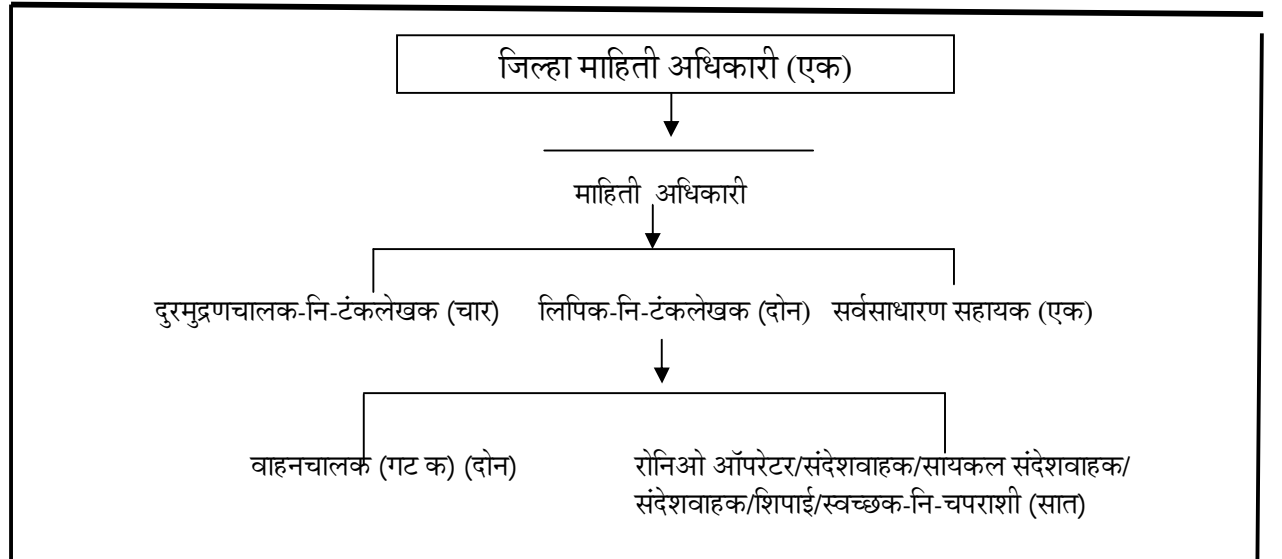 जिल्हा माहिती अधिकारी (एक)
माहिती अधिकारी
दुरमुद्रणचालक-नि-टंकलेखक (चार) लिपिक-नि-टंकलेखक (दोन) सर्वसाधारण सहायक (एक)
वाहनचालक (गट क) (दोन) रोनिओ ऑपरेटर/संदेशवाहक/सायकल संदेशवाहक/
संदेशवाहक/शिपाई/स्वच्छक-नि-चपराशी (सात)